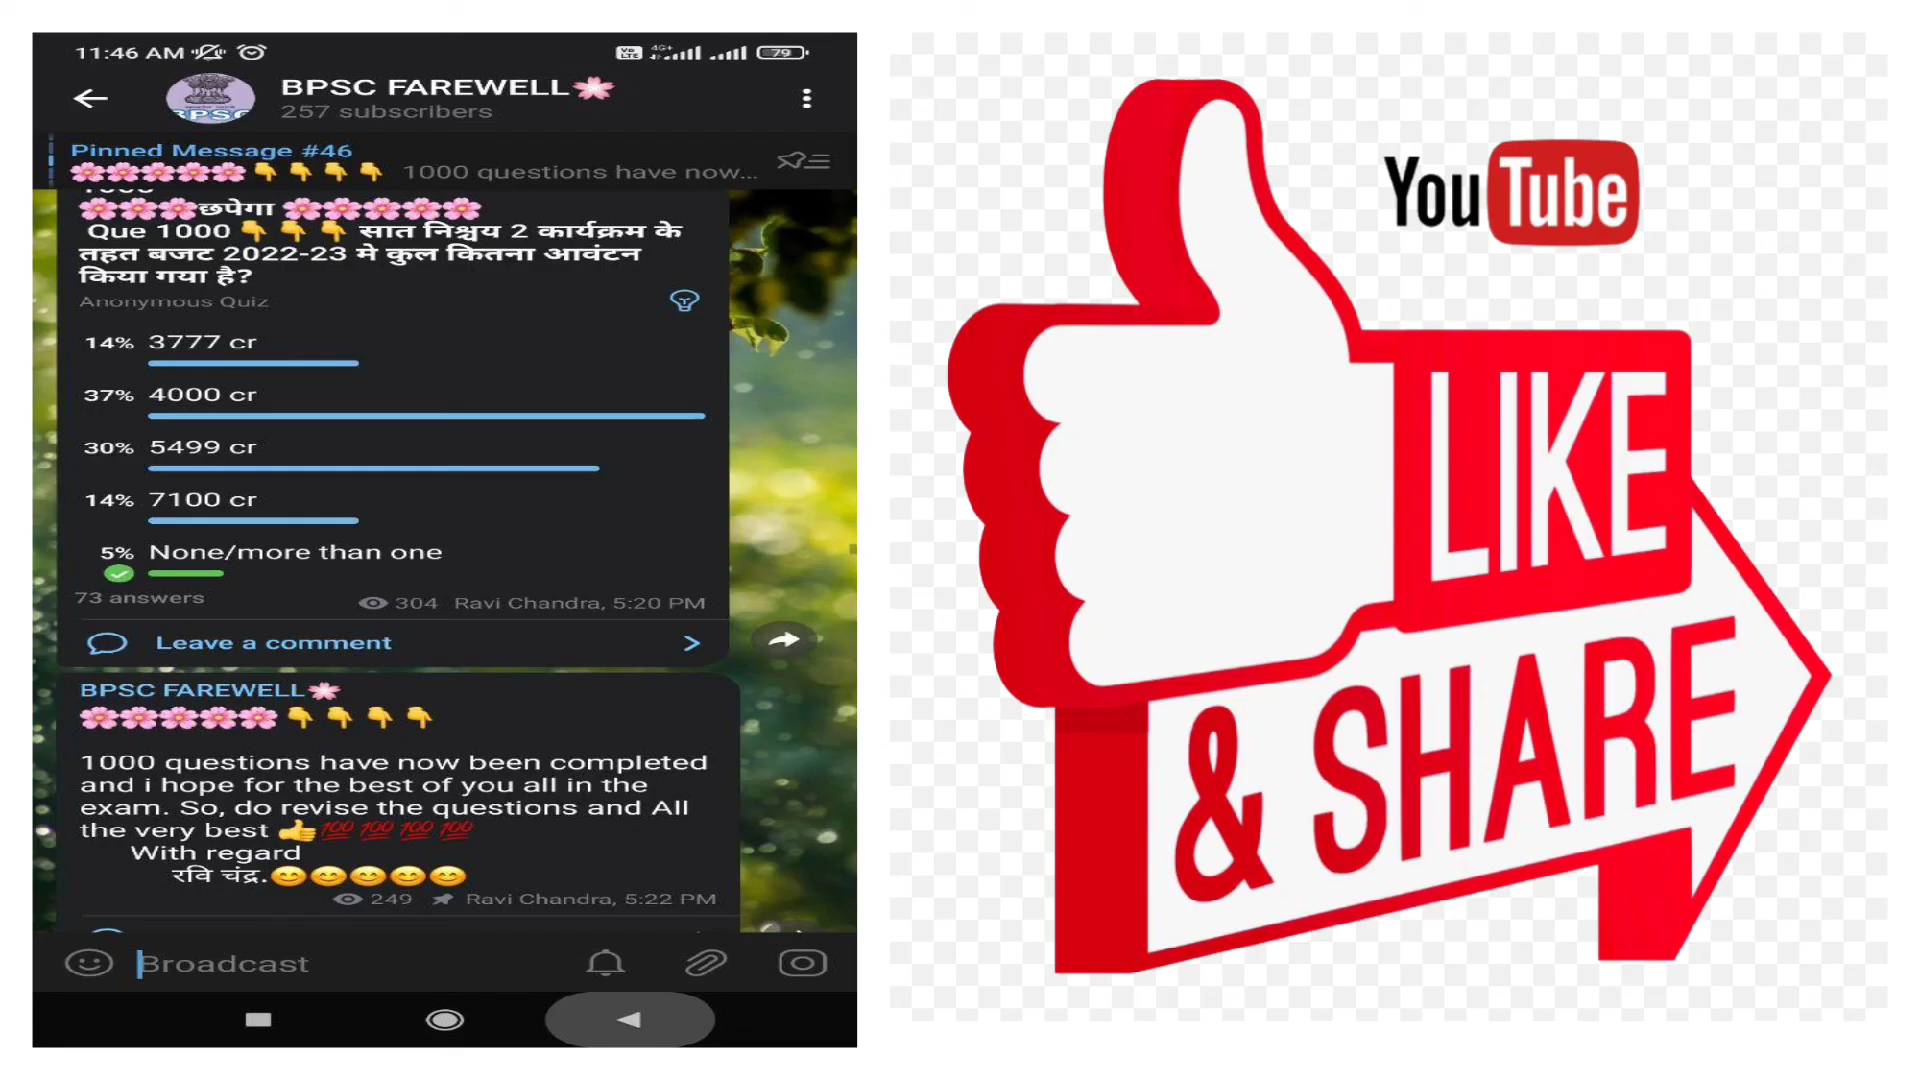 11:46 AM
Vo LTE 4G+ 79
BPSC FAREWELL🌸
257 subscribers
BPSC
Pinned Message #46
🌸🌸🌸🌸🌸👇👇👇👇 1000 questions have now...
1000
🌸🌸🌸छपेगा 🌸🌸🌸🌸🌸
Que 1000👇👇👇 सात निश्चय 2 कार्यक्रम के
तहत बजट 2022-23 मे कुल कितना आवंटन
किया गया है?
Anonymous Quiz
14% 3777 cr
37% 4000 cr
30% 5499 cr
14% 7100 cr
5% None/more than one
73 answers
304 Ravi Chandra, 5:20 PM
Leave a comment
BPSC FAREWELL🌸
🌸🌸🌸🌸🌸👇👇👇👇
1000 questions have now been completed
and i hope for the best of you all in the
exam. So, do revise the questions and All
the very best 👍💯💯💯💯
With regard
रवि चंद्र.😊😊😊😊😊
249 Ravi Chandra, 5:22 PM
Broadcast
YouTube
LIKE
& SHARE